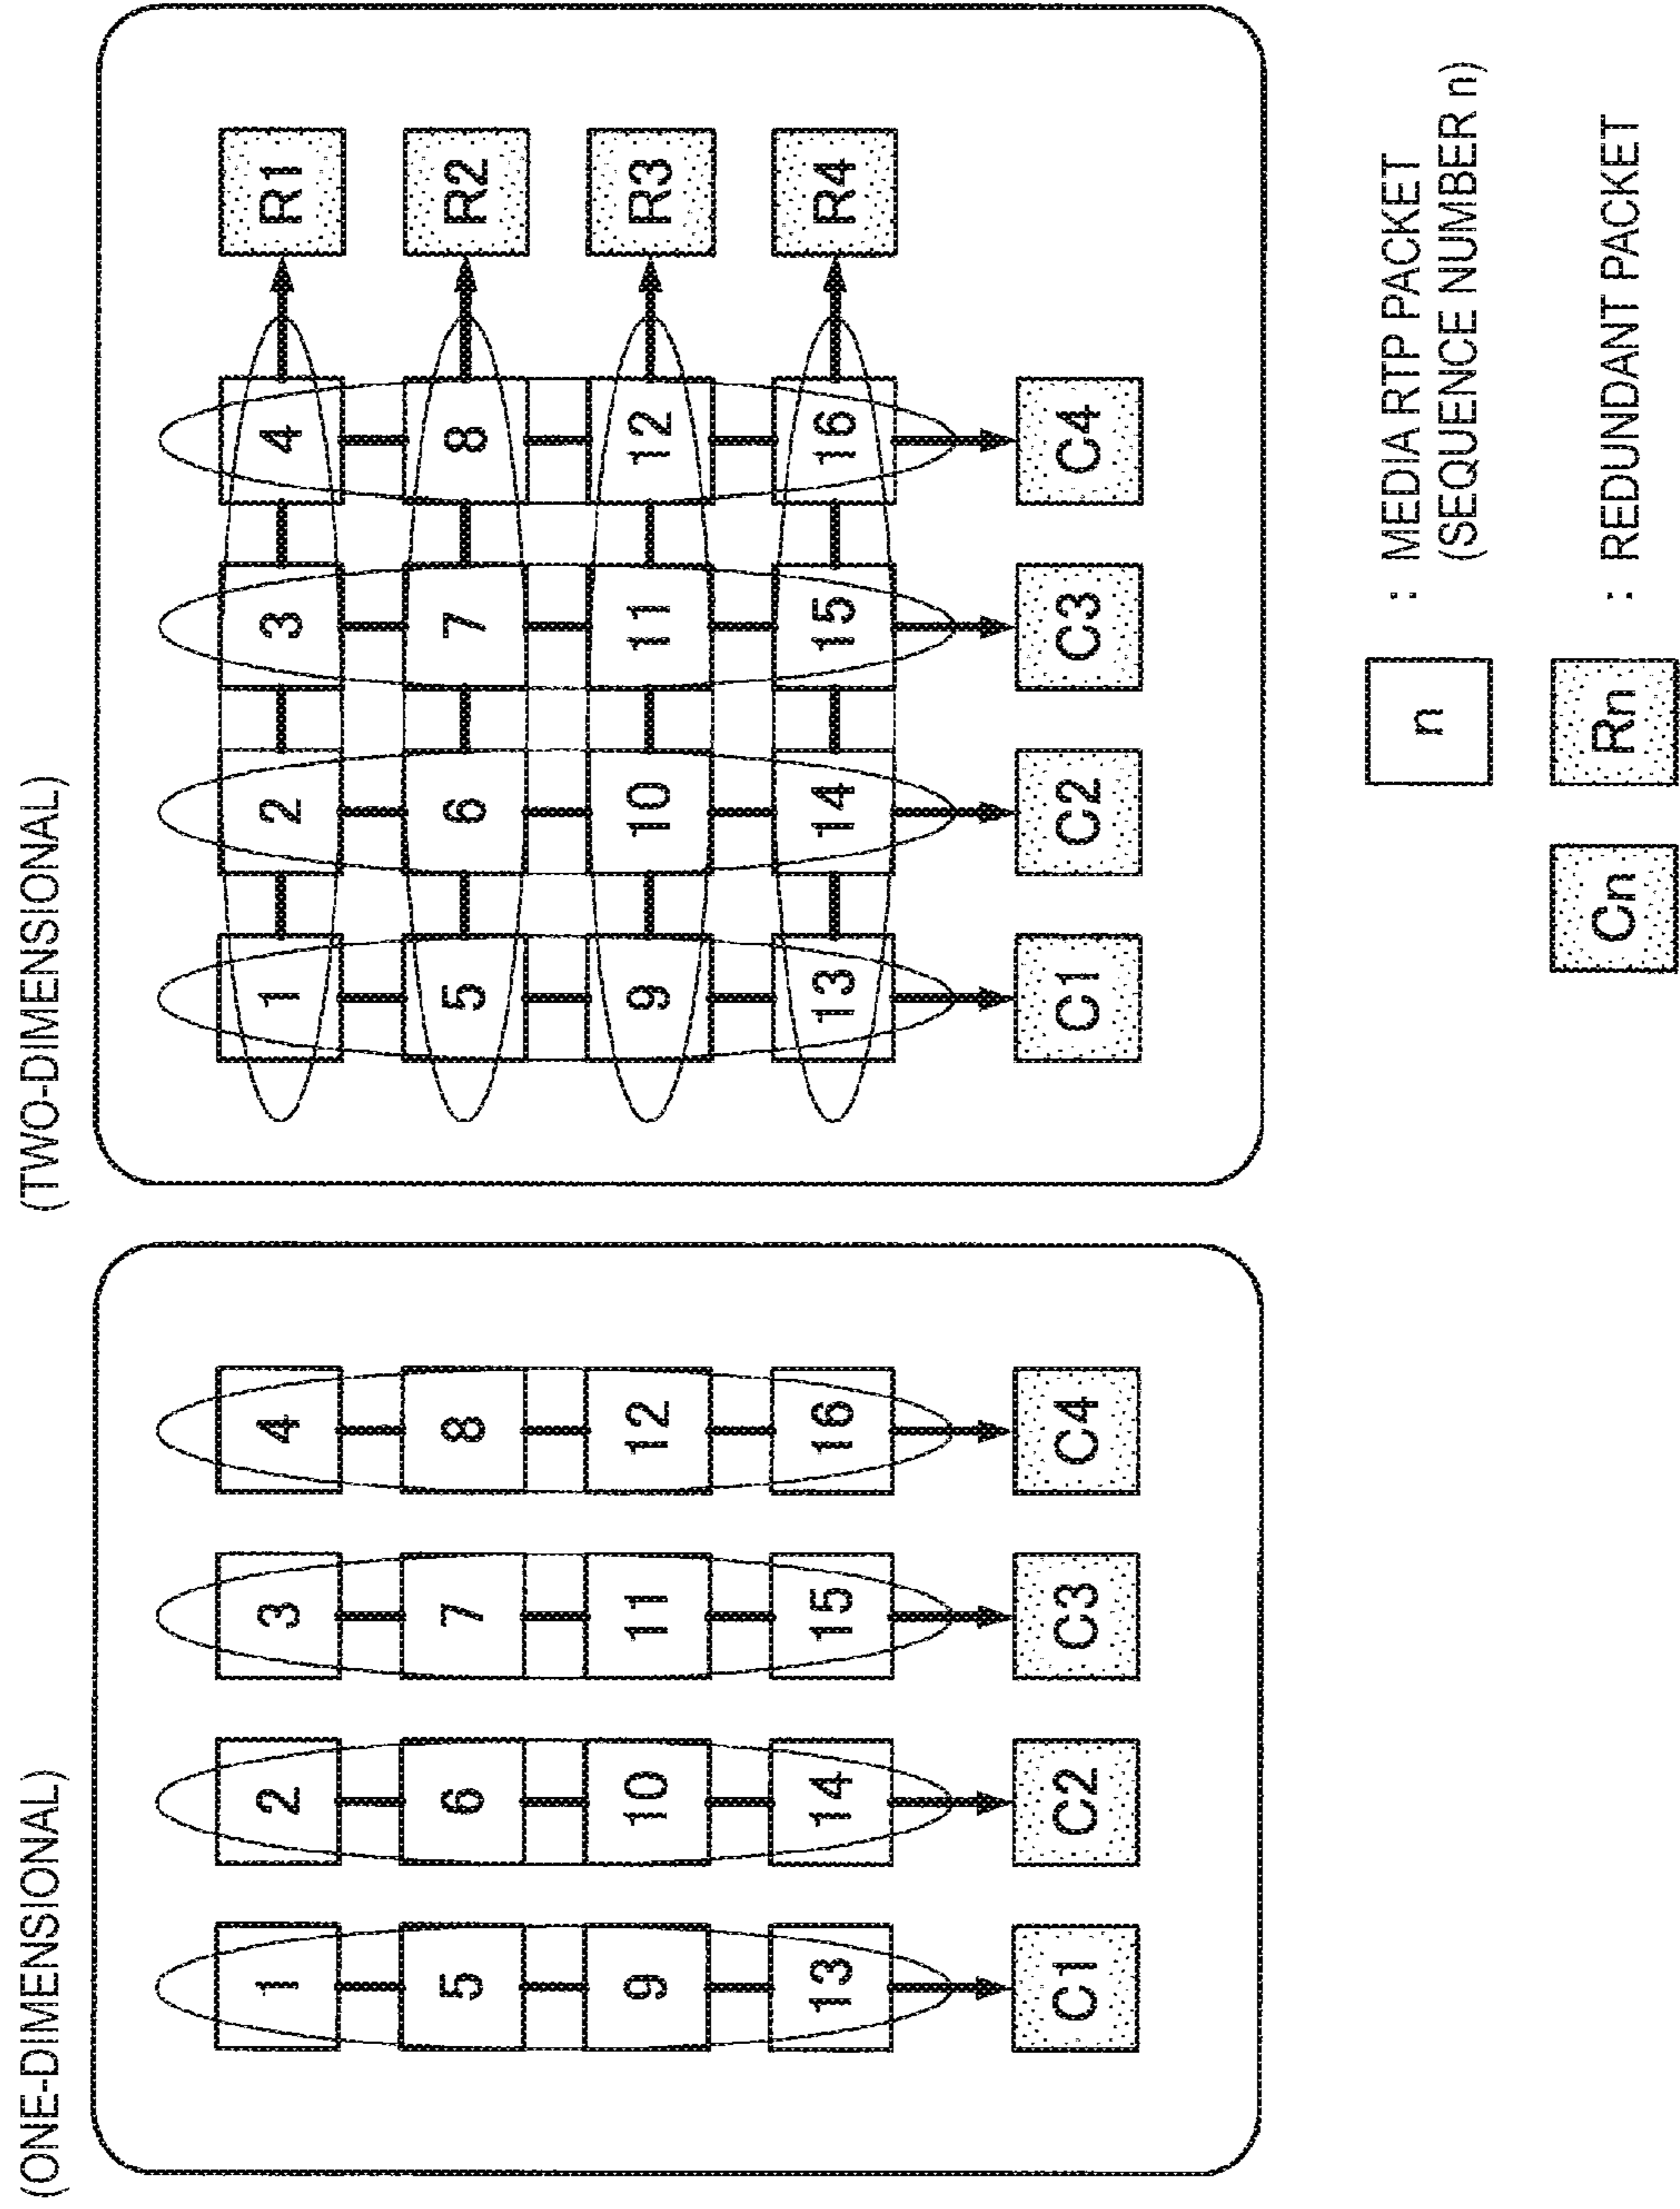 (ONE-DIMENSIONAL)
1 2 3 4
5 6 7 8
9 10 11 12
13 14 15 16
C1 C2 C3 C4
(TWO-DIMENSIONAL)
1 2 3 4 R1
5 6 7 8 R2
9 10 11 12 R3
13 14 15 16 R4
C1 C2 C3 C4
n : MEDIA RTP PACKET
(SEQUENCE NUMBER n)
Cn Rn : REDUNDANT PACKET